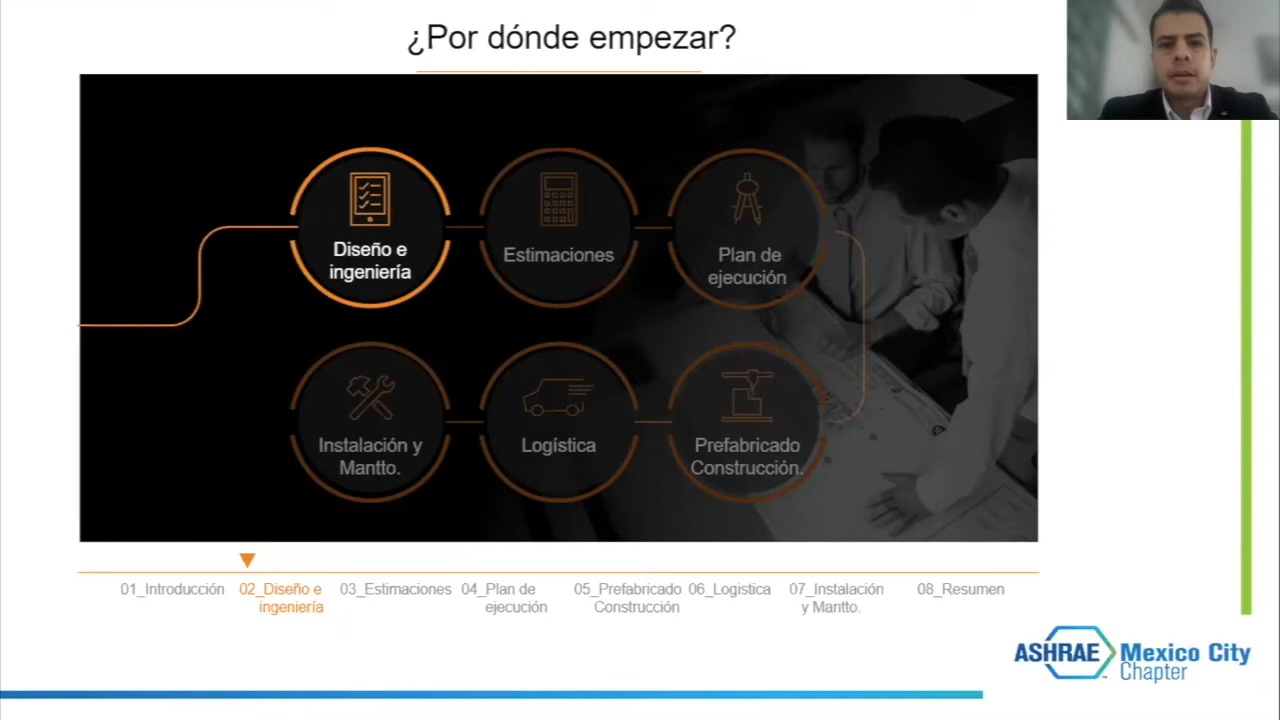 ¿Por dónde empezar?
Diseño e
ingeniería
Estimaciones
Plan de
ejecución
Instalación y
Mantto.
Logística
Prefabricado
Construcción.
01_Introducción
02_Diseño e
ingeniería
03_Estimaciones
04_Plan de
ejecución
05_Prefabricado
Construcción
06_Logistica
07_Instalación
y Mantto.
08_Resumen
ASHRAE
Mexico City
Chapter